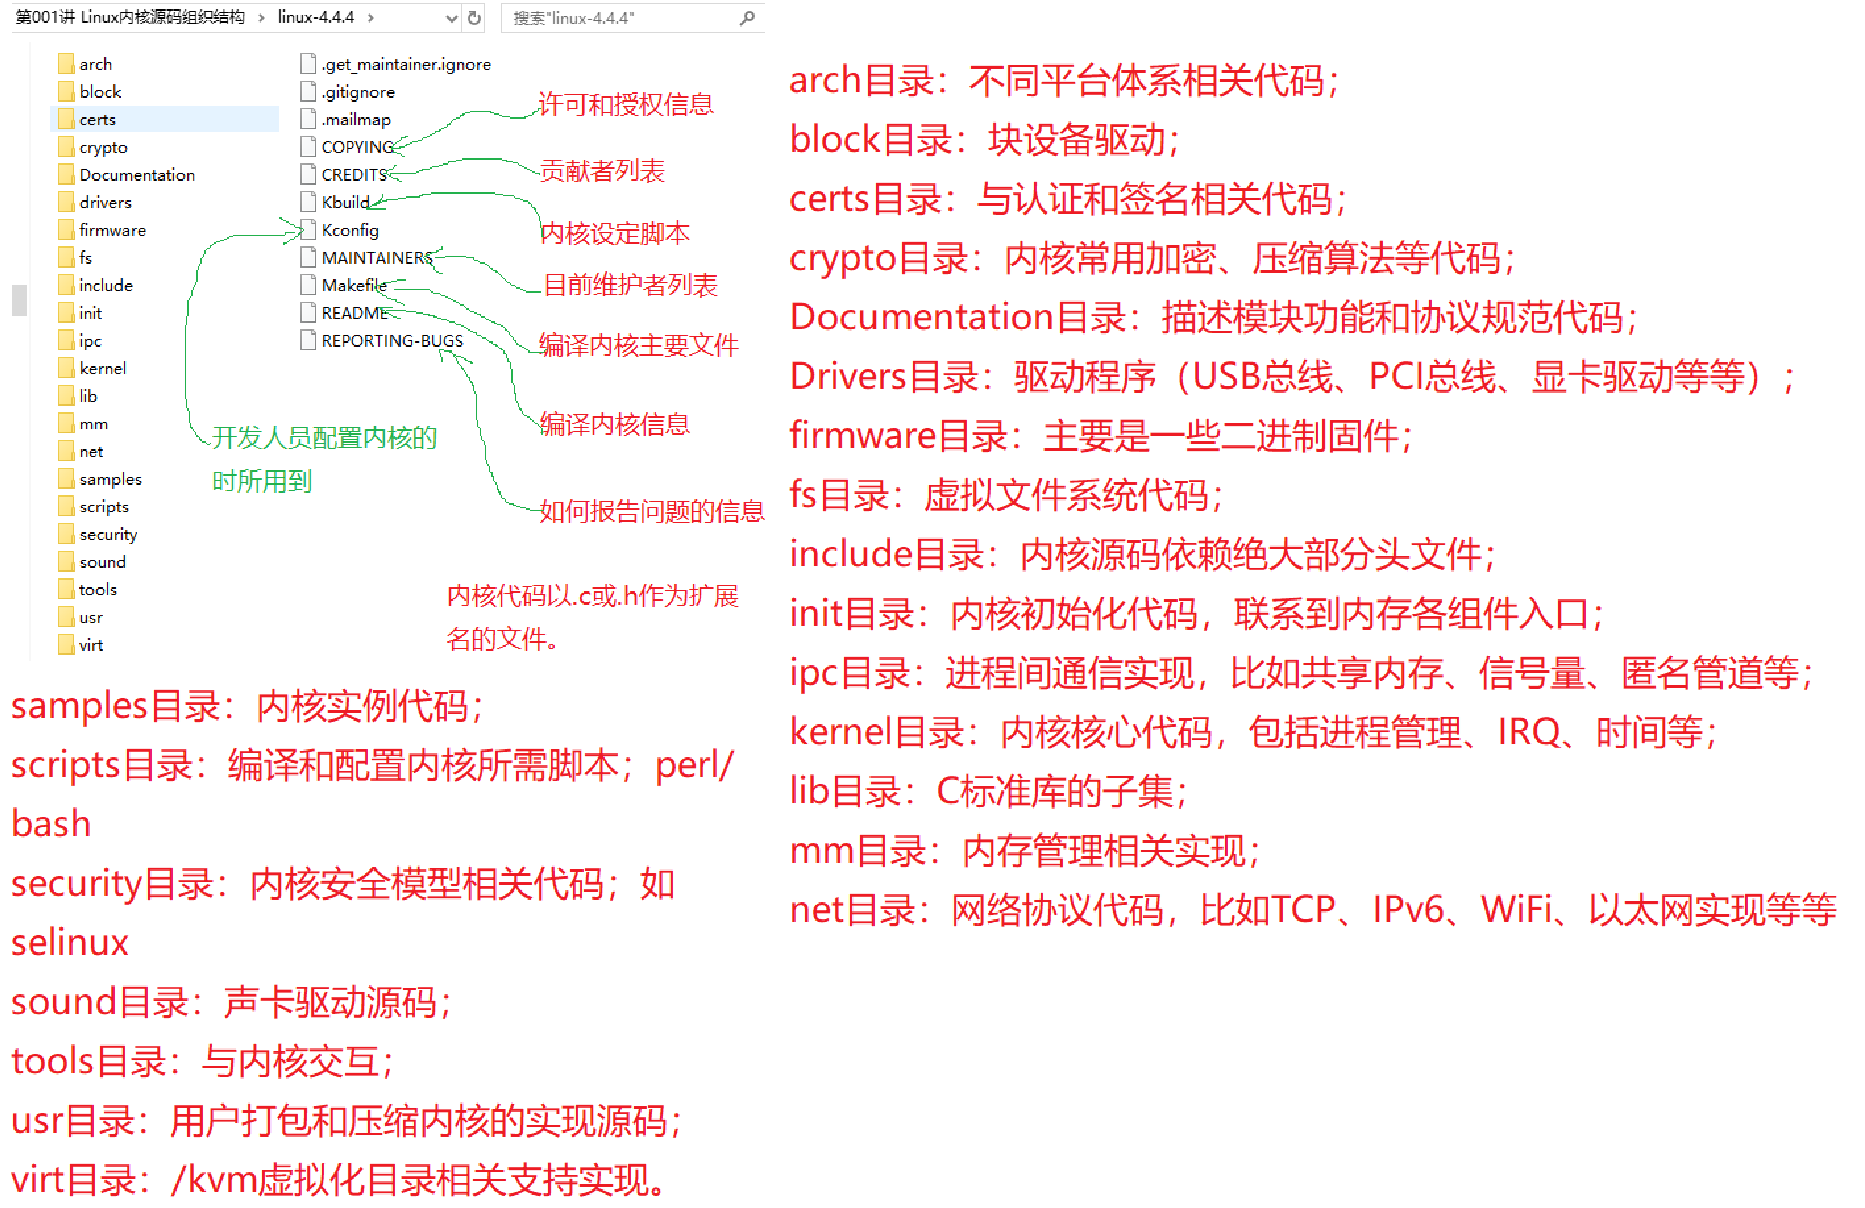 第001讲 Linux内核源码组织结构 › linux-4.4.4 ›
搜索"linux-4.4.4"
arch
block
certs
crypto
Documentation
drivers
firmware
fs
include
init
ipc
kernel
lib
mm
net
samples
scripts
security
sound
tools
usr
virt
.get_maintainer.ignore
.gitignore
.mailmap
COPYING
CREDITS
Kbuild
Kconfig
MAINTAINERS
Makefile
README
REPORTING-BUGS
许可和授权信息
贡献者列表
内核设定脚本
目前维护者列表
编译内核主要文件
编译内核信息
如何报告问题的信息
开发人员配置内核的
时所用到
内核代码以.c或.h作为扩展
名的文件。
samples目录：内核实例代码；
scripts目录：编译和配置内核所需脚本；perl/
bash
security目录：内核安全模型相关代码；如
selinux
sound目录：声卡驱动源码；
tools目录：与内核交互；
usr目录：用户打包和压缩内核的实现源码；
virt目录：/kvm虚拟化目录相关支持实现。
arch目录：不同平台体系相关代码；
block目录：块设备驱动；
certs目录：与认证和签名相关代码；
crypto目录：内核常用加密、压缩算法等代码；
Documentation目录：描述模块功能和协议规范代码；
Drivers目录：驱动程序（USB总线、PCI总线、显卡驱动等等）；
firmware目录：主要是一些二进制固件；
fs目录：虚拟文件系统代码；
include目录：内核源码依赖绝大部分头文件；
init目录：内核初始化代码，联系到内存各组件入口；
ipc目录：进程间通信实现，比如共享内存、信号量、匿名管道等；
kernel目录：内核核心代码，包括进程管理、IRQ、时间等；
lib目录：C标准库的子集；
mm目录：内存管理相关实现；
net目录：网络协议代码，比如TCP、IPv6、WiFi、以太网实现等等